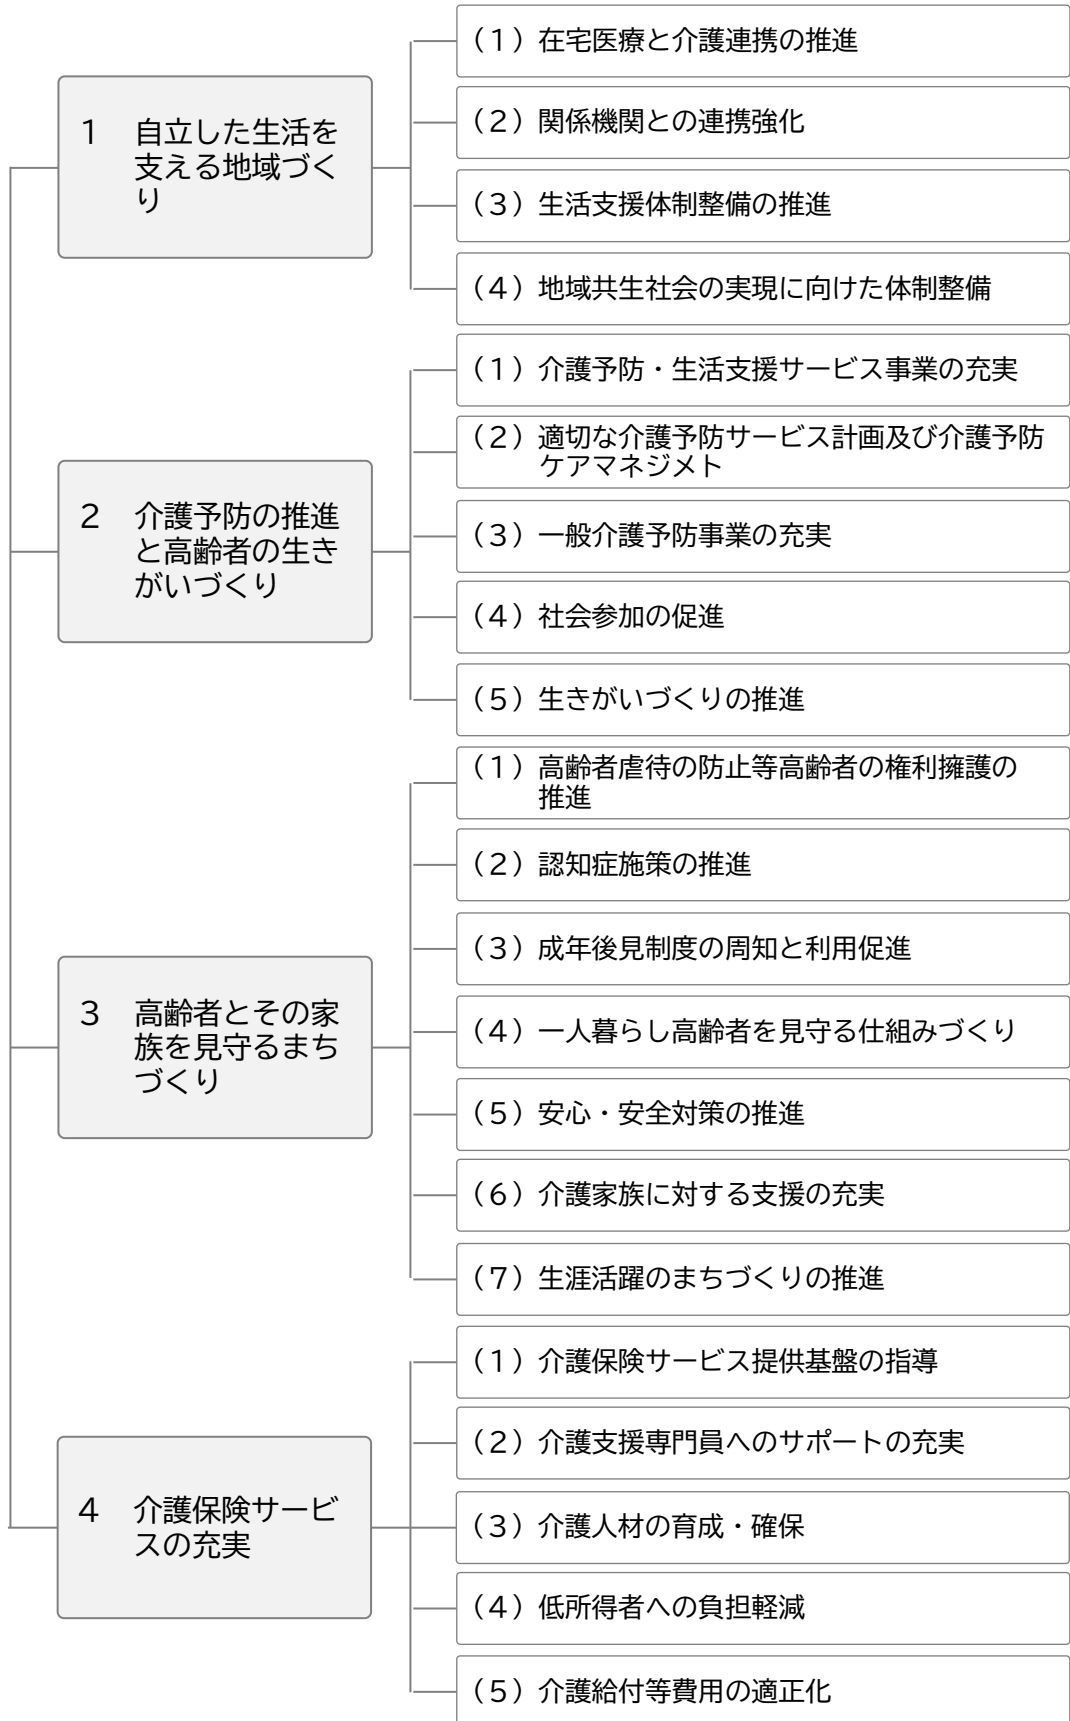 1 自立した生活を
支える地域づく
り
（1）在宅医療と介護連携の推進
（2）関係機関との連携強化
（3）生活支援体制整備の推進
（4）地域共生社会の実現に向けた体制整備
2 介護予防の推進
と高齢者の生き
がいづくり
（1）介護予防・生活支援サービス事業の充実
（2）適切な介護予防サービス計画及び介護予防
ケアマネジメト
（3）一般介護予防事業の充実
（4）社会参加の促進
（5）生きがいづくりの推進
3 高齢者とその家
族を見守るまち
づくり
（1）高齢者虐待の防止等高齢者の権利擁護の
推進
（2）認知症施策の推進
（3）成年後見制度の周知と利用促進
（4）一人暮らし高齢者を見守る仕組みづくり
（5）安心・安全対策の推進
（6）介護家族に対する支援の充実
（7）生涯活躍のまちづくりの推進
4 介護保険サービ
スの充実
（1）介護保険サービス提供基盤の指導
（2）介護支援専門員へのサポートの充実
（3）介護人材の育成・確保
（4）低所得者への負担軽減
（5）介護給付等費用の適正化